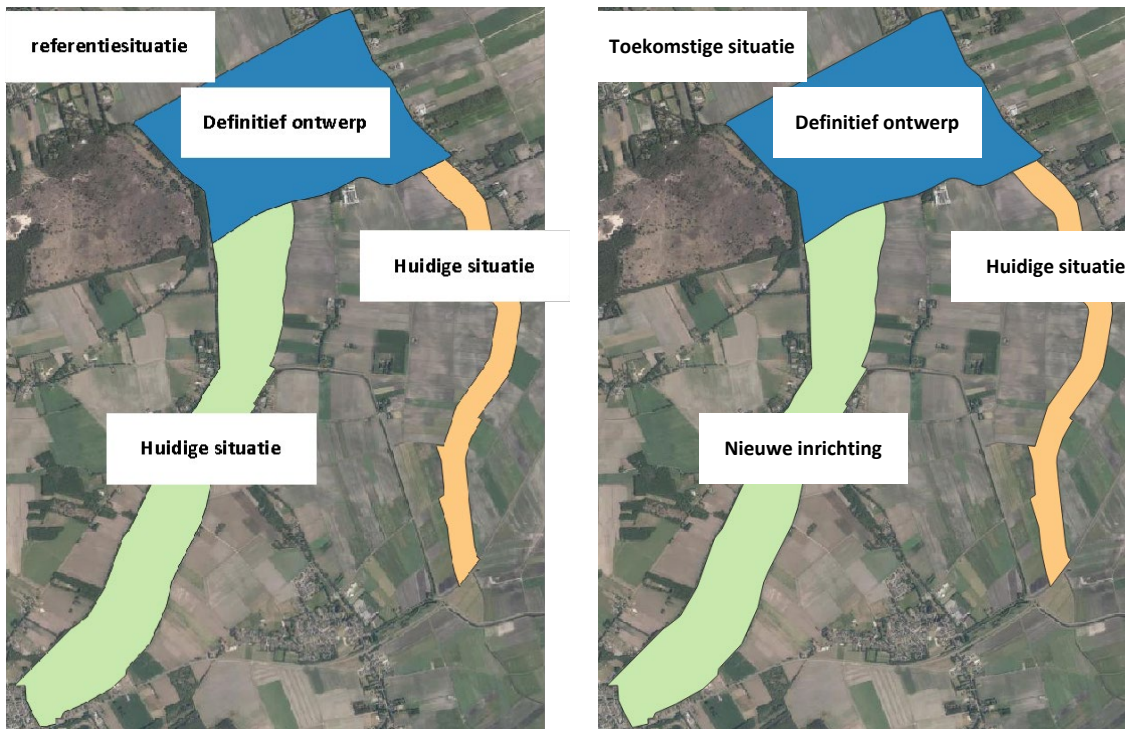 referentiesituatie
Definitief ontwerp
Huidige situatie
Huidige situatie
Toekomstige situatie
Definitief ontwerp
Huidige situatie
Nieuwe inrichting